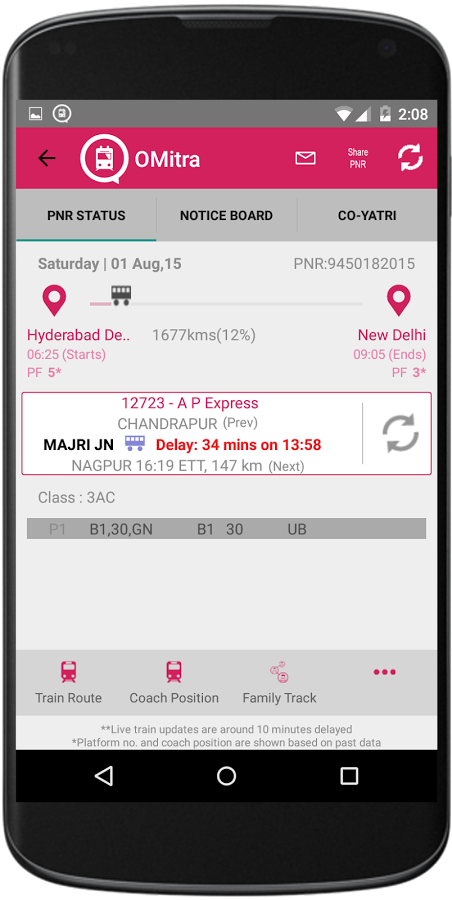 2:08
OMitra
Share
PNR
PNR STATUS NOTICE BOARD CO-YATRI
Saturday | 01 Aug,15 PNR:9450182015
Hyderabad De.. 1677kms(12%) New Delhi
06:25 (Starts) 09:05 (Ends)
PF 5* PF 3*
12723 - A P Express
CHANDRAPUR (Prev)
MAJRI JN Delay: 34 mins on 13:58
NAGPUR 16:19 ETT, 147 km (Next)
Class : 3AC
P1 B1,30,GN B1 30 UB
Train Route Coach Position Family Track
**Live train updates are around 10 minutes delayed
*Platform no. and coach position are shown based on past data